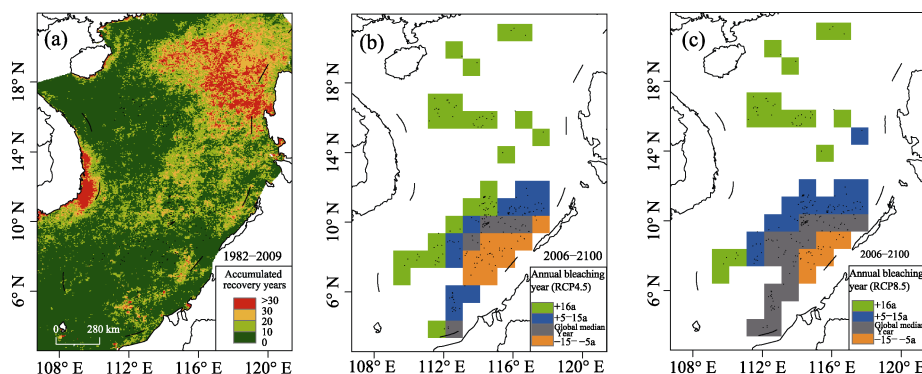 (a)
18° N
14° N
10° N
6° N
1982–2009
Accumulated
recovery years
>30
30
20
10
0
0 280 km
108° E 112° E 116° E 120° E
(b)
18° N
14° N
10° N
6° N
2006–2100
Annual bleaching
year (RCP4.5)
+16a
+5–15a
Global median
Year
−15–−5a
108° E 112° E 116° E 120° E
(c)
18° N
14° N
10° N
6° N
2006–2100
Annual bleaching
year (RCP8.5)
+16a
+5–15a
Global median
Year
−15–−5a
108° E 112° E 116° E 120° E